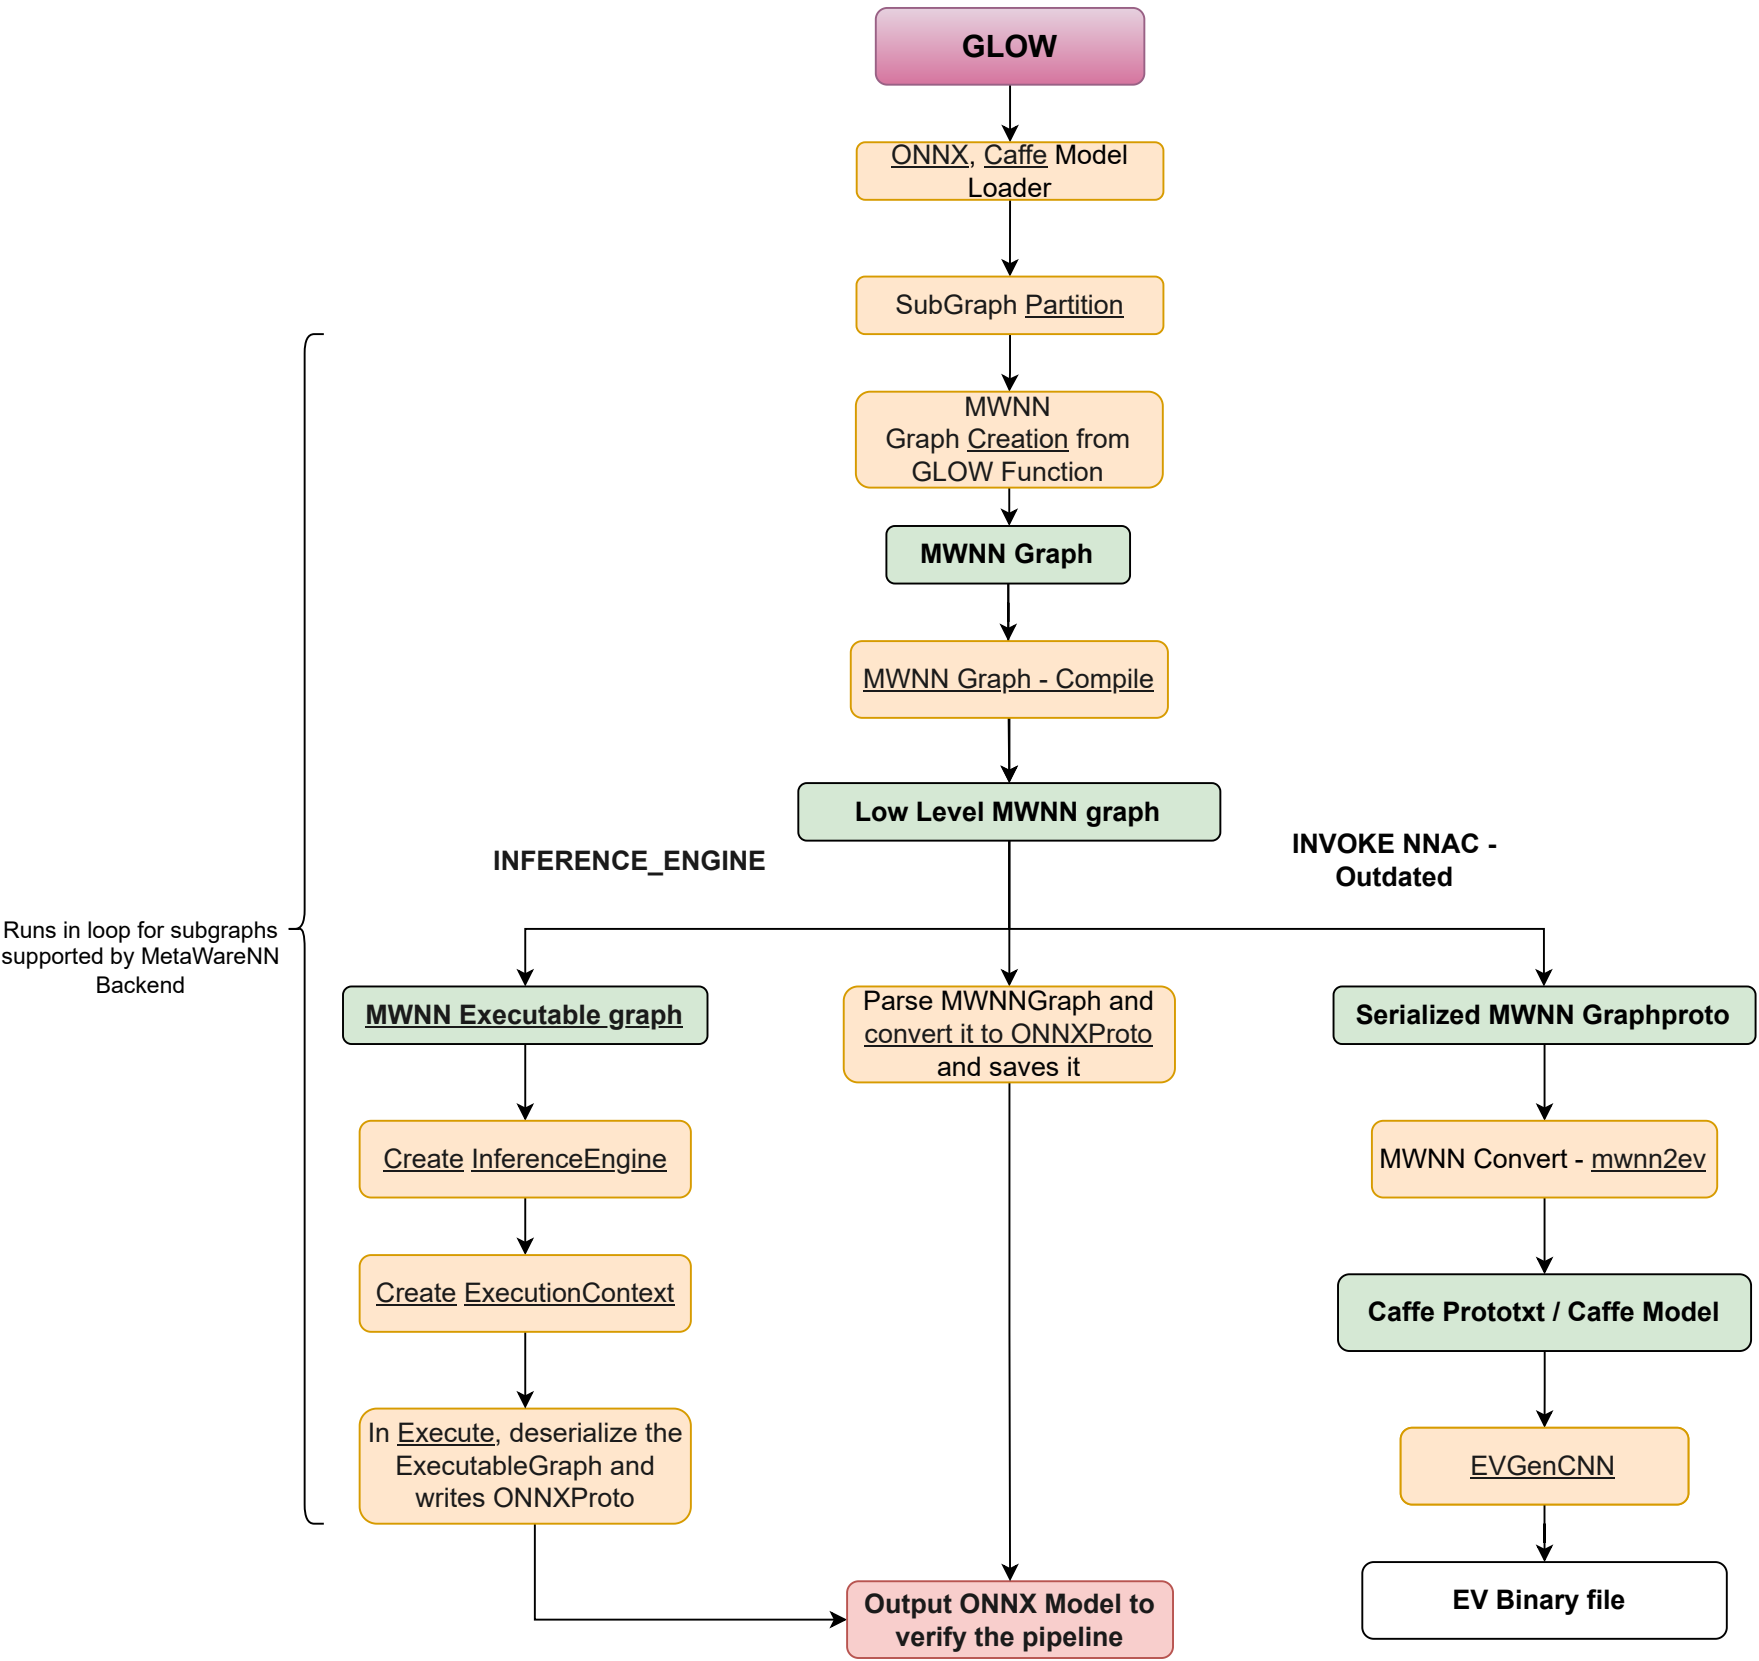 GLOW
ONNX, Caffe Model
Loader
SubGraph Partition
MWNN
Graph Creation from
GLOW Function
MWNN Graph
MWNN Graph - Compile
Low Level MWNN graph
INFERENCE_ENGINE
INVOKE NNAC -
Outdated
Runs in loop for subgraphs
supported by MetaWareNN
Backend
MWNN Executable graph
Create InferenceEngine
Create ExecutionContext
In Execute, deserialize the
ExecutableGraph and
writes ONNXProto
Parse MWNNGraph and
convert it to ONNXProto
and saves it
Output ONNX Model to
verify the pipeline
Serialized MWNN Graphproto
MWNN Convert - mwnn2ev
Caffe Prototxt / Caffe Model
EVGenCNN
EV Binary file